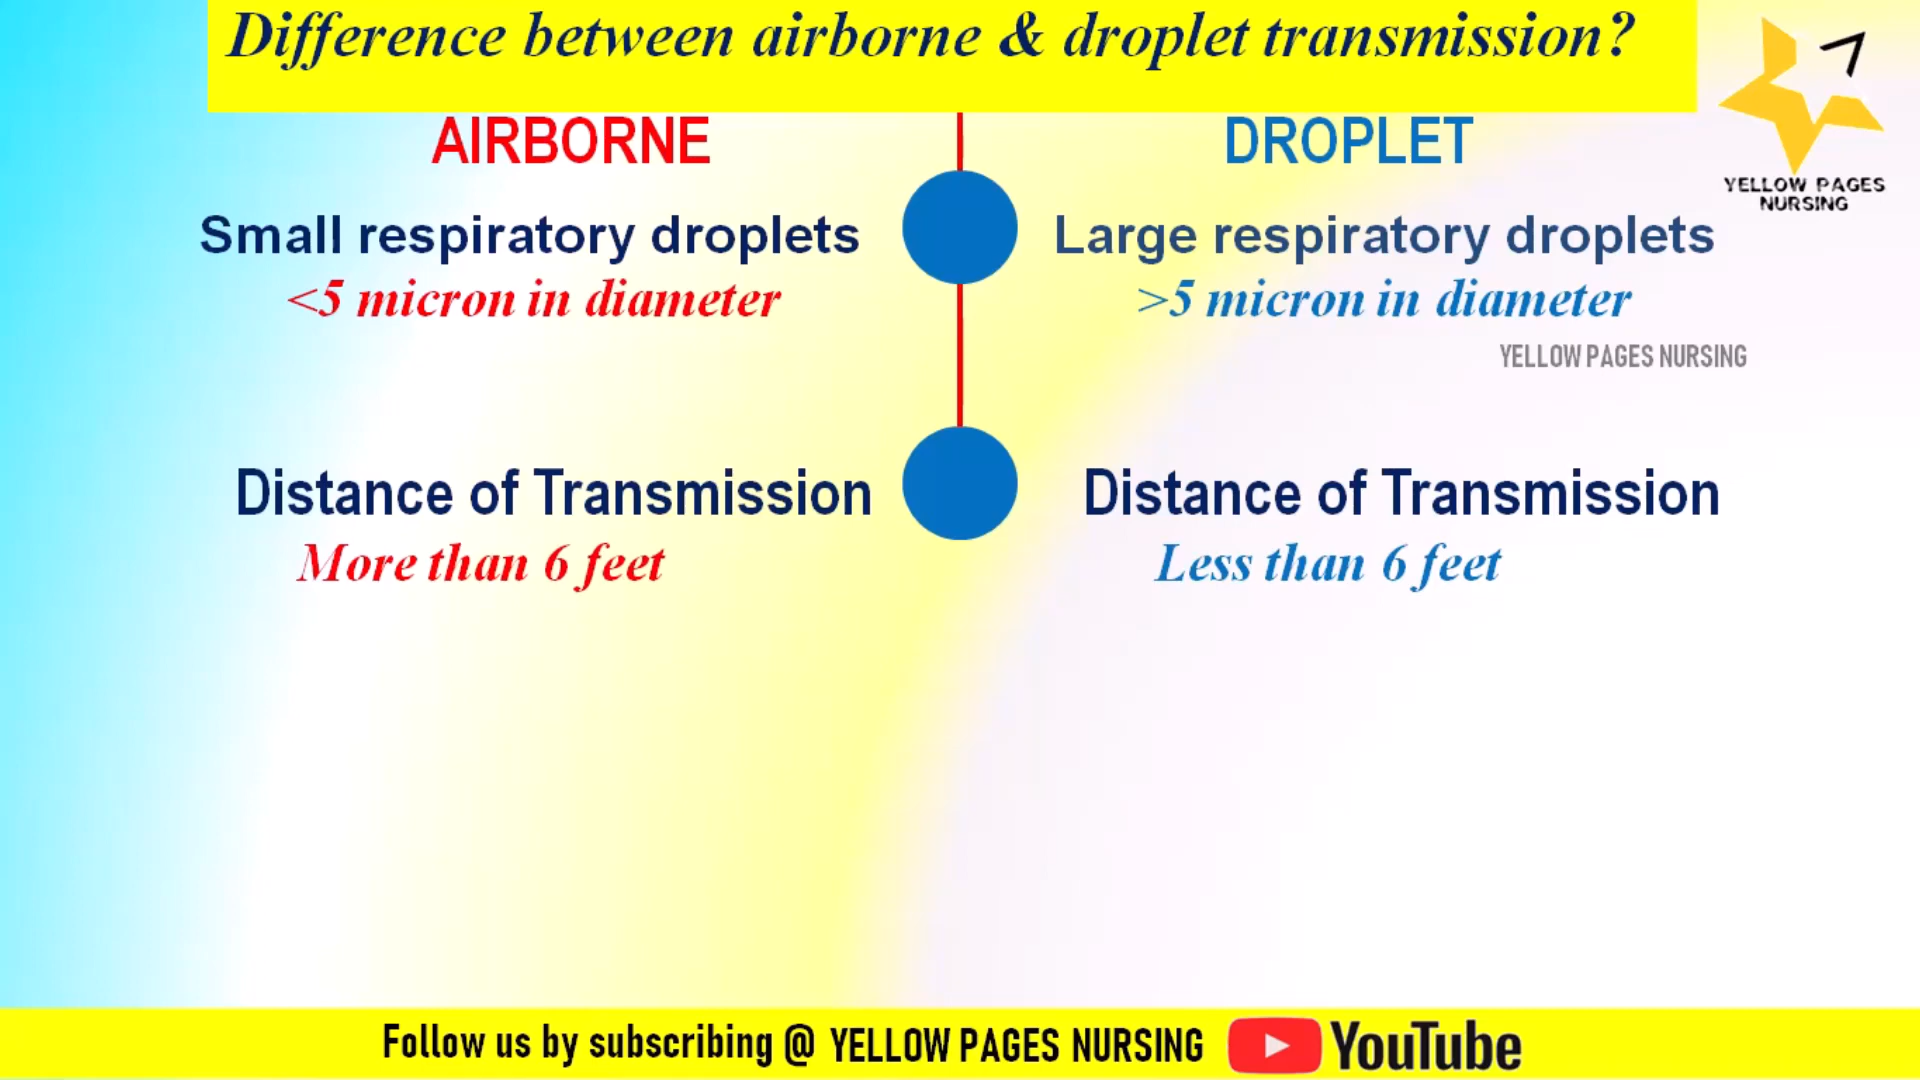 Difference between airborne & droplet transmission?
YELLOW PAGES
NURSING
AIRBORNE
DROPLET
Small respiratory droplets
<5 micron in diameter
Large respiratory droplets
>5 micron in diameter
YELLOW PAGES NURSING
Distance of Transmission
More than 6 feet
Distance of Transmission
Less than 6 feet
Follow us by subscribing @ YELLOW PAGES NURSING YouTube